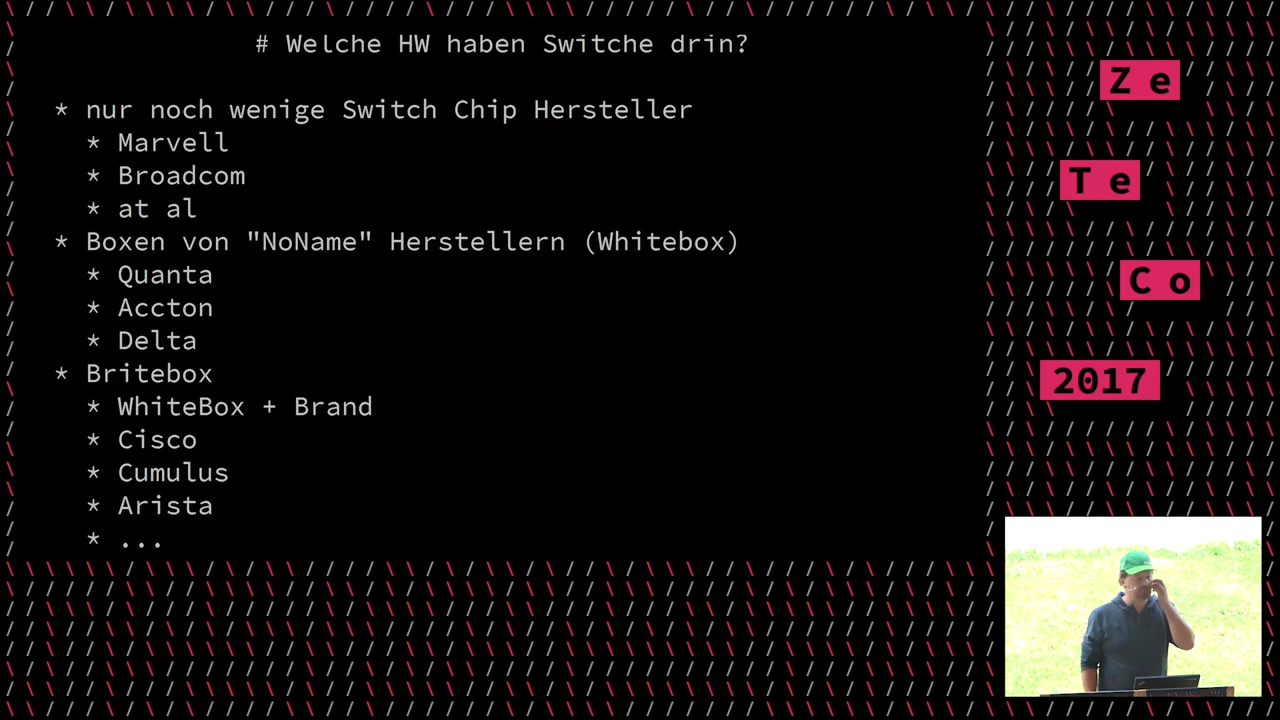 # Welche HW haben Switche drin?
* nur noch wenige Switch Chip Hersteller
* Marvell
* Broadcom
* at al
* Boxen von "NoName" Herstellern (Whitebox)
* Quanta
* Accton
* Delta
* Britebox
* WhiteBox + Brand
* Cisco
* Cumulus
* Arista
* ...
Ze
Te
Co
2017